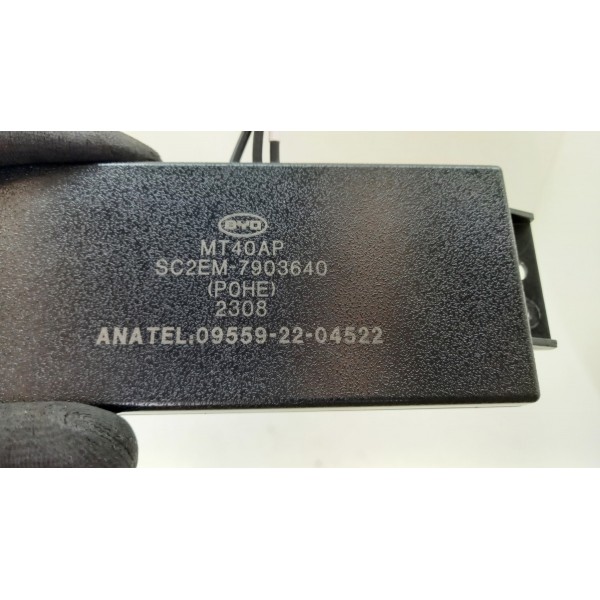 BYD
MT40AP
SC2EM-7903640
(P0HE)
2308
ANATEL:09559-22-04522